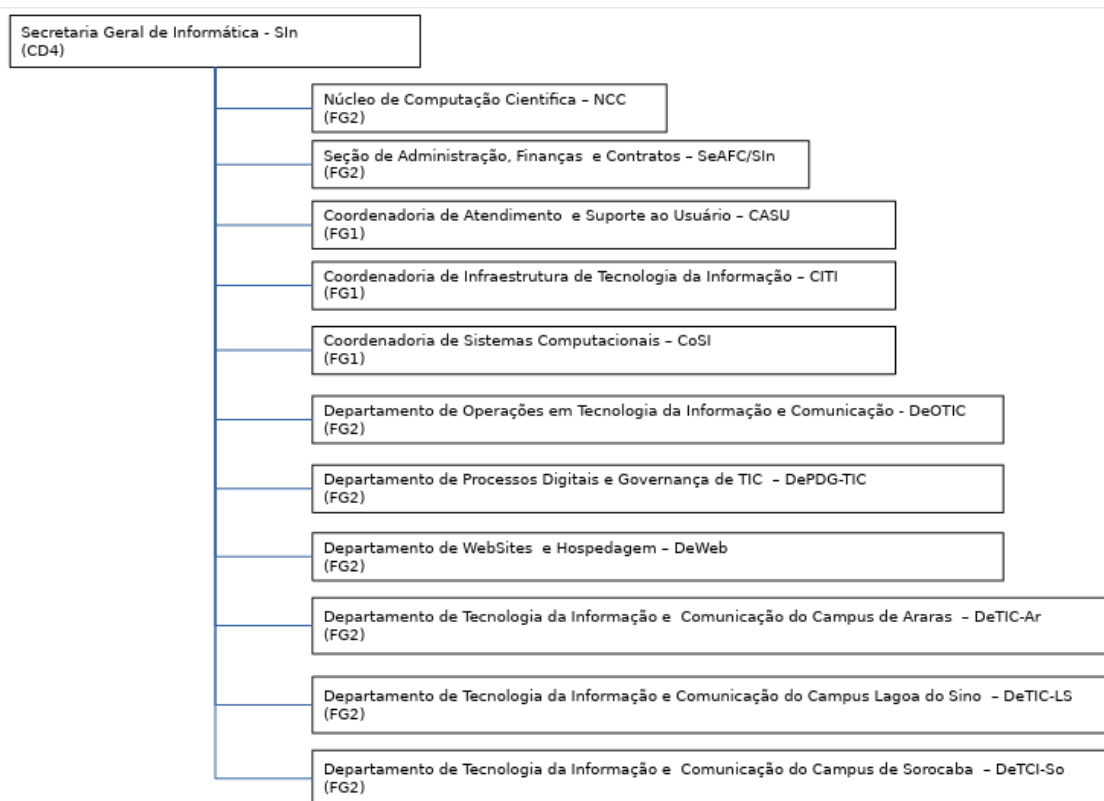 Secretaria Geral de Informática - SIn
(CD4)
Núcleo de Computação Cientifica – NCC
(FG2)
Seção de Administração, Finanças  e Contratos – SeAFC/SIn
(FG2)
Coordenadoria de Atendimento  e Suporte ao Usuário – CASU
(FG1)
Coordenadoria de Infraestrutura de Tecnologia da Informação – CITI
(FG1)
Coordenadoria de Sistemas Computacionais – CoSI
(FG1)
Departamento de Operações em Tecnologia da Informação e Comunicação - DeOTIC
(FG2)
Departamento de Processos Digitais e Governança de TIC  – DePDG-TIC
(FG2)
Departamento de WebSites  e Hospedagem – DeWeb
(FG2)
Departamento de Tecnologia da Informação e  Comunicação do Campus de Araras  – DeTIC-Ar
(FG2)
Departamento de Tecnologia da Informação e Comunicação do Campus Lagoa do Sino  – DeTIC-LS
(FG2)
Departamento de Tecnologia da Informação e  Comunicação do Campus de Sorocaba  – DeTCI-So
(FG2)